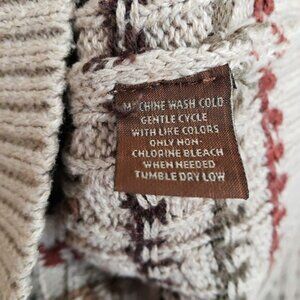 MACHINE WASH COLD
GENTLE CYCLE
WITH LIKE COLORS
ONLY NON-
CHLORINE BLEACH
WHEN NEEDED
TUMBLE DRY LOW